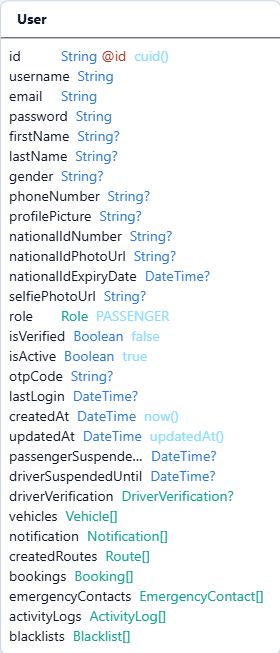 User
id String @id cuid()
username String
email String
password String
firstName String?
lastName String?
gender String?
phoneNumber String?
profilePicture String?
nationalIdNumber String?
nationalIdPhotoUrl String?
nationalIdExpiryDate DateTime?
selfiePhotoUrl String?
role Role PASSENGER
isVerified Boolean false
isActive Boolean true
otpCode String?
lastLogin DateTime?
createdAt DateTime now()
updatedAt DateTime updatedAt()
passengerSuspende... DateTime?
driverSuspendedUntil DateTime?
driverVerification DriverVerification?
vehicles Vehicle[]
notification Notification[]
createdRoutes Route[]
bookings Booking[]
emergencyContacts EmergencyContact[]
activityLogs ActivityLog[]
blacklists Blacklist[]